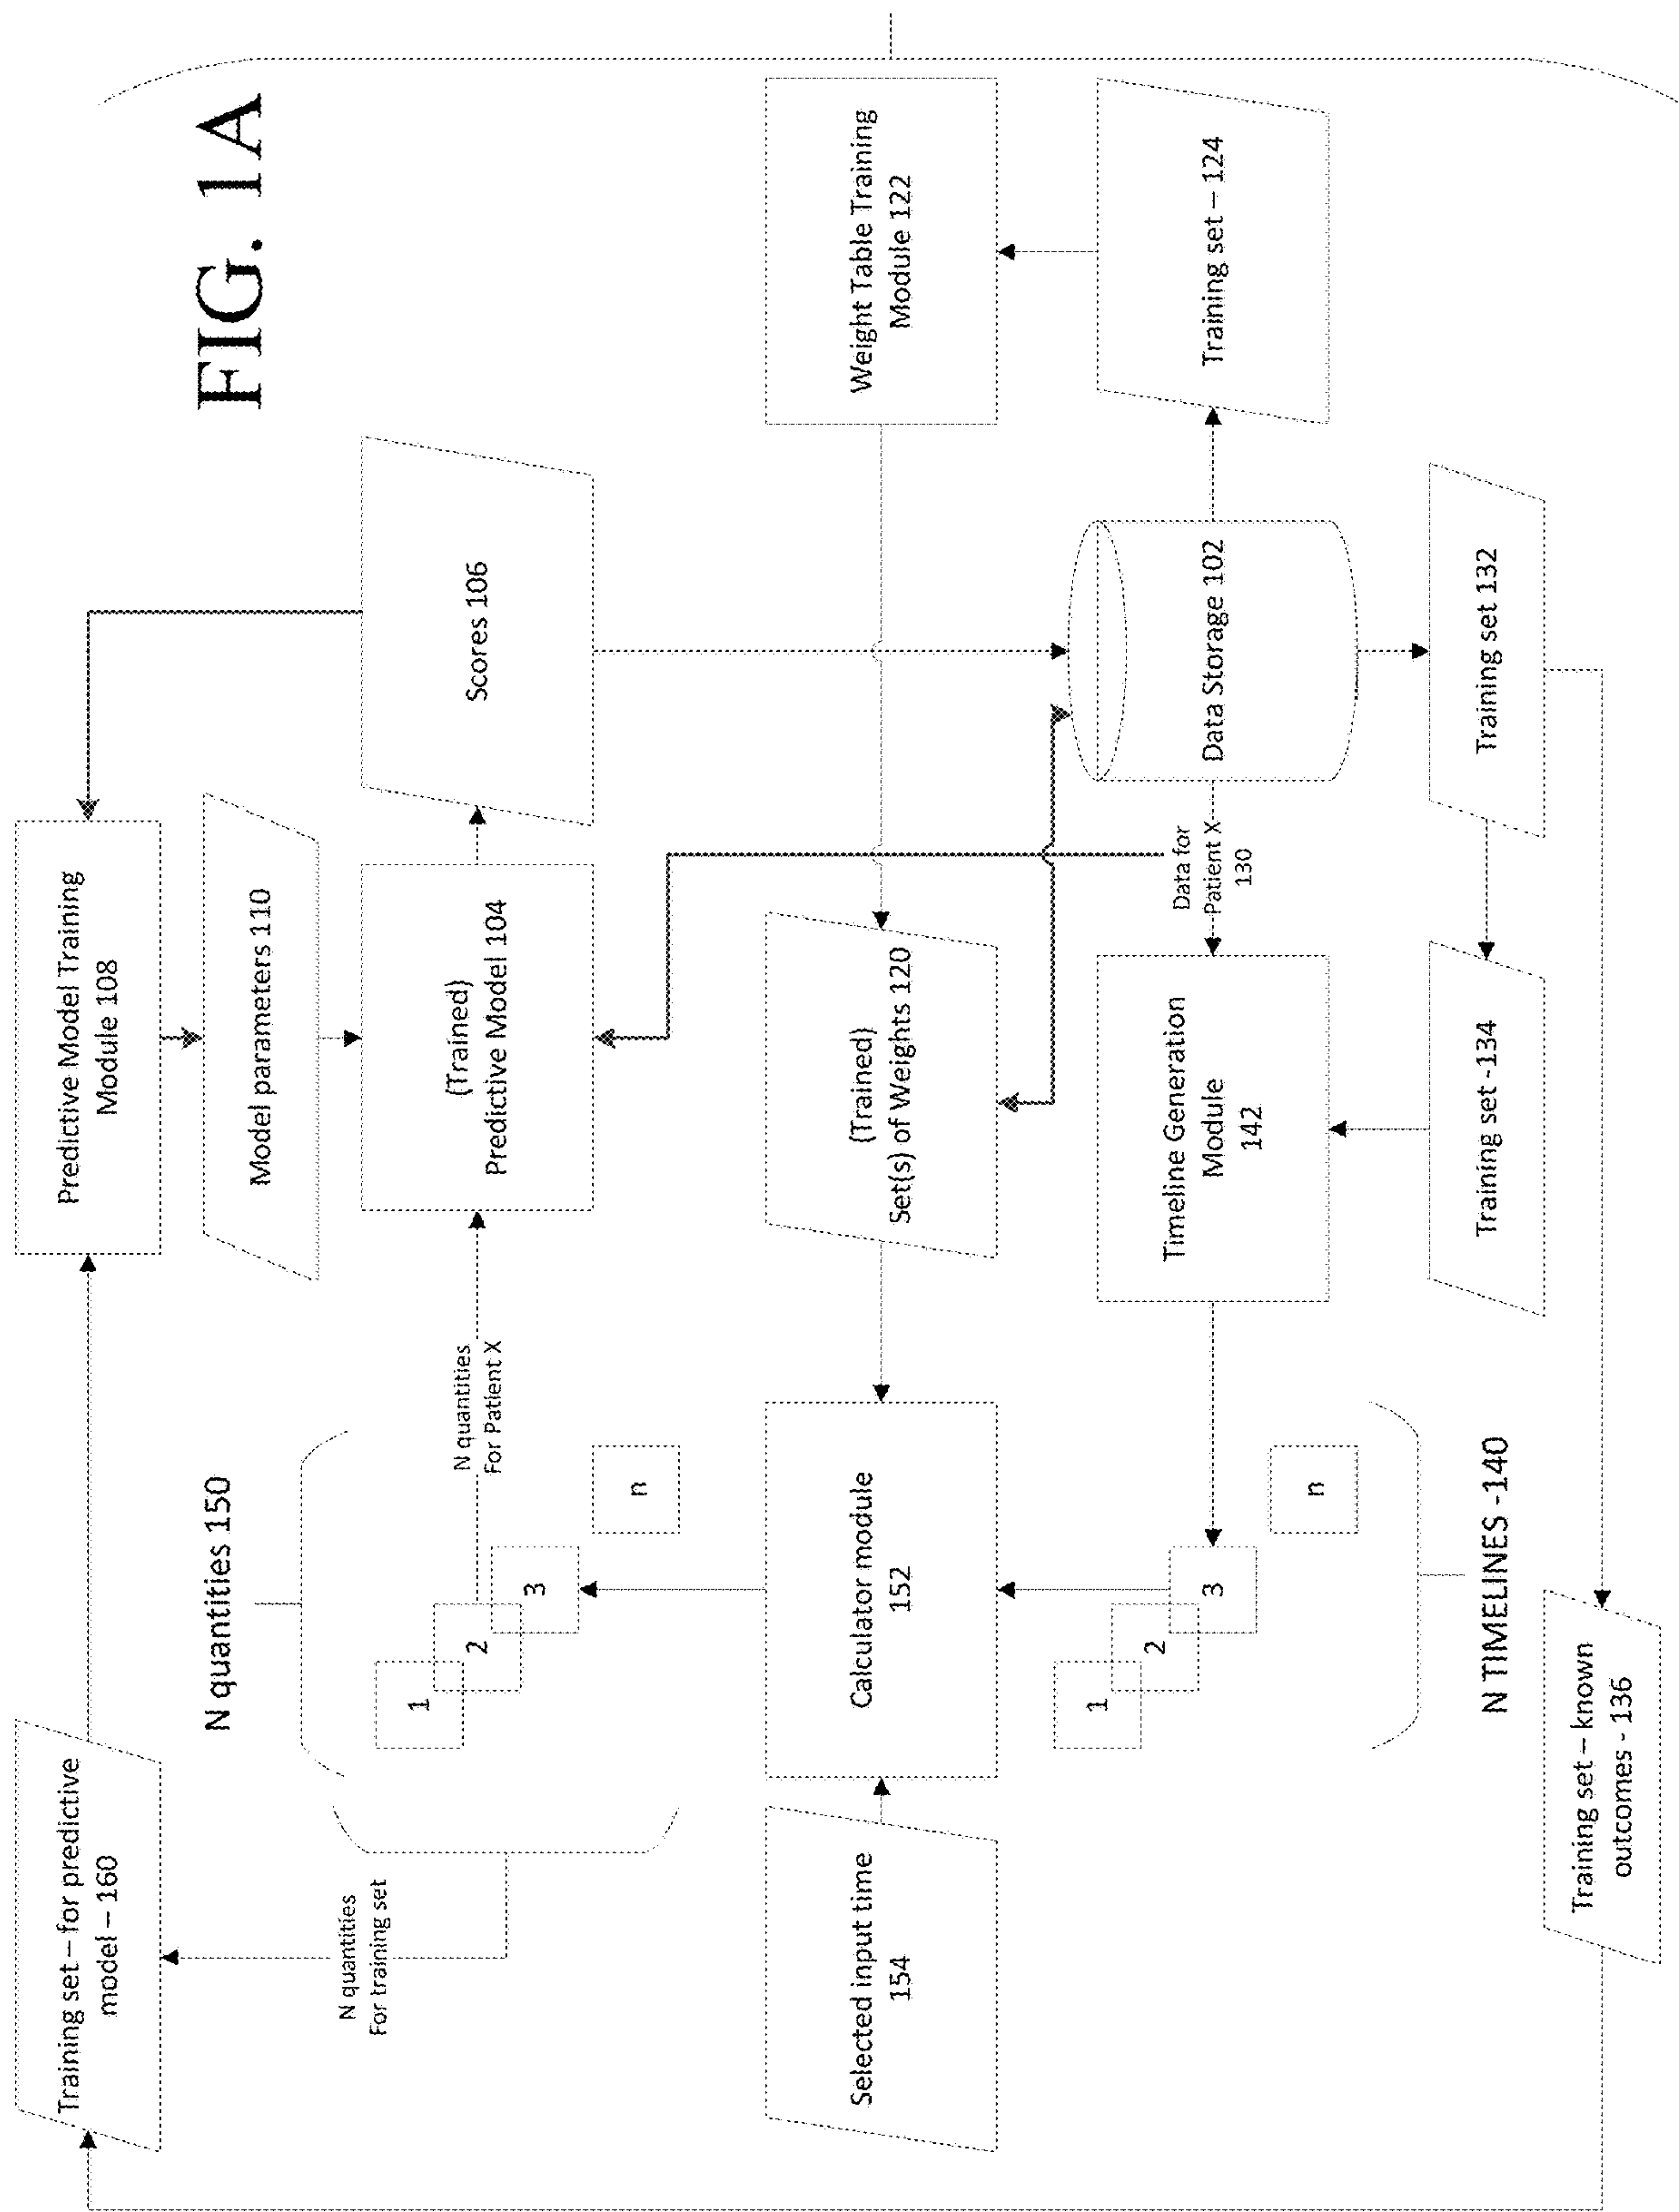 FIG. 1A
Training set – for predictive
model – 160
Predictive Model Training
Module 108
N quantities 150
Model parameters 110
N quantities
For training set
1
2
3
n
N quantities
For Patient X
(Trained)
Predictive Model 104
Scores 106
Selected input time
154
Calculator module
152
(Trained)
Set(s) of Weights 120
Weight Table Training
Module 122
1
2
3
n
Timeline Generation
Module
142
Data for
Patient X
130
Data Storage 102
Training set – 124
N TIMELINES -140
Training set -134
Training set 132
Training set – known
outcomes - 136